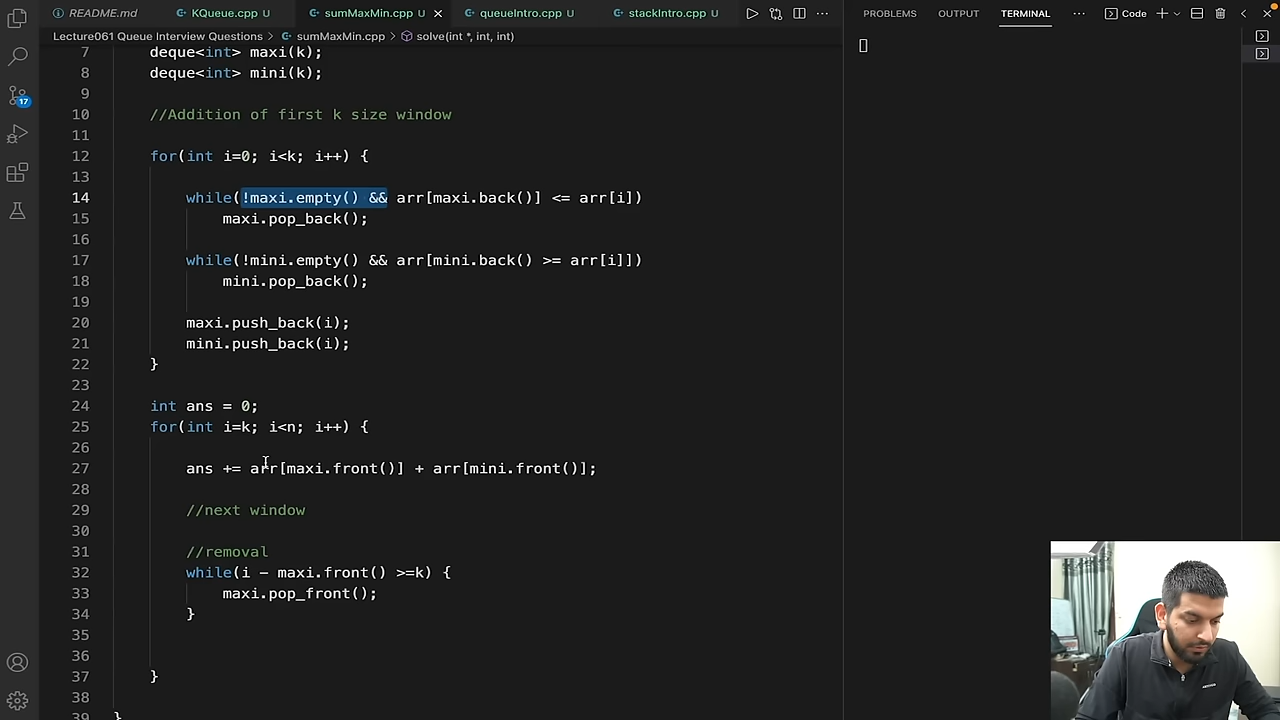 README.md
KQueue.cpp
sumMaxMin.cpp
queueIntro.cpp
stackIntro.cpp
PROBLEMS
OUTPUT
TERMINAL
Code
Lecture061 Queue Interview Questions > sumMaxMin.cpp > solve(int *, int, int)
7 deque<int> maxi(k);
8 deque<int> mini(k);
9
10 //Addition of first k size window
11
12 for(int i=0; i<k; i++) {
13
14 while(!maxi.empty() && arr[maxi.back()] <= arr[i])
15 maxi.pop_back();
16
17 while(!mini.empty() && arr[mini.back() >= arr[i]])
18 mini.pop_back();
19
20 maxi.push_back(i);
21 mini.push_back(i);
22 }
23
24 int ans = 0;
25 for(int i=k; i<n; i++) {
26
27 ans += arr[maxi.front()] + arr[mini.front()];
28
29 //next window
30
31 //removal
32 while(i - maxi.front() >=k) {
33 maxi.pop_front();
34 }
35
36
37 }
38
39 }
17